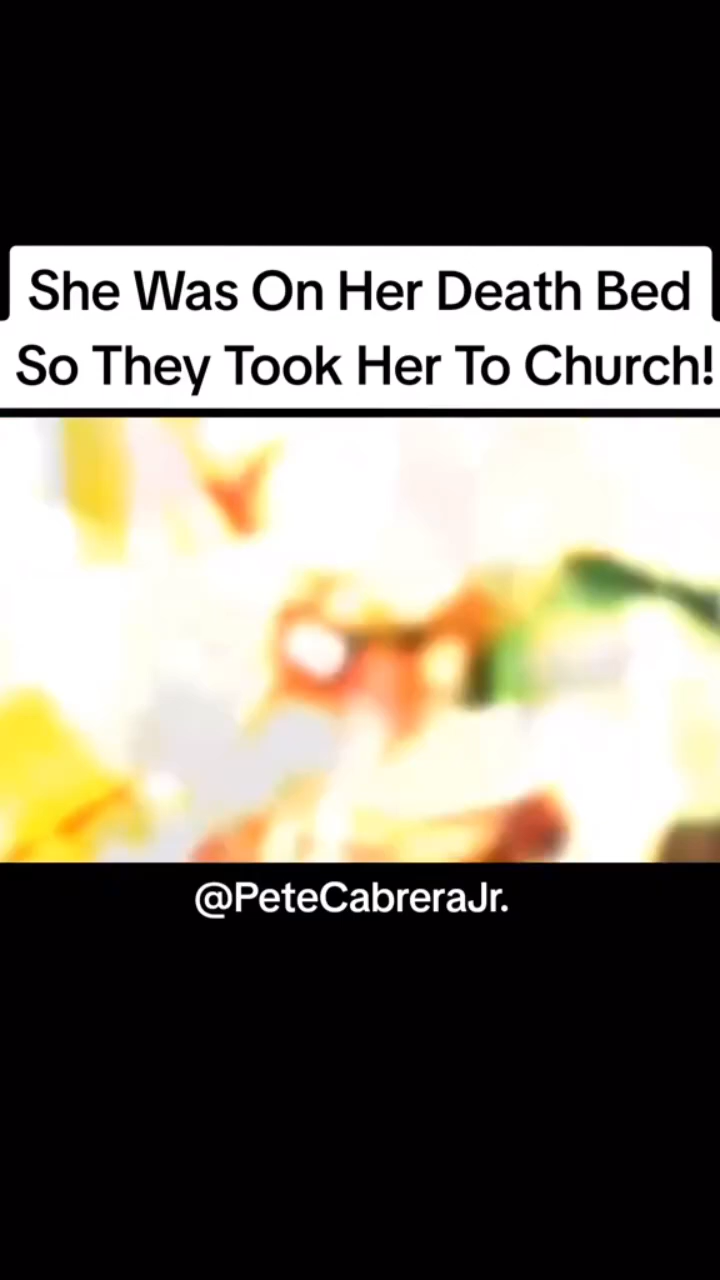 She Was On Her Death Bed
So They Took Her To Church!
@PeteCabreraJr.